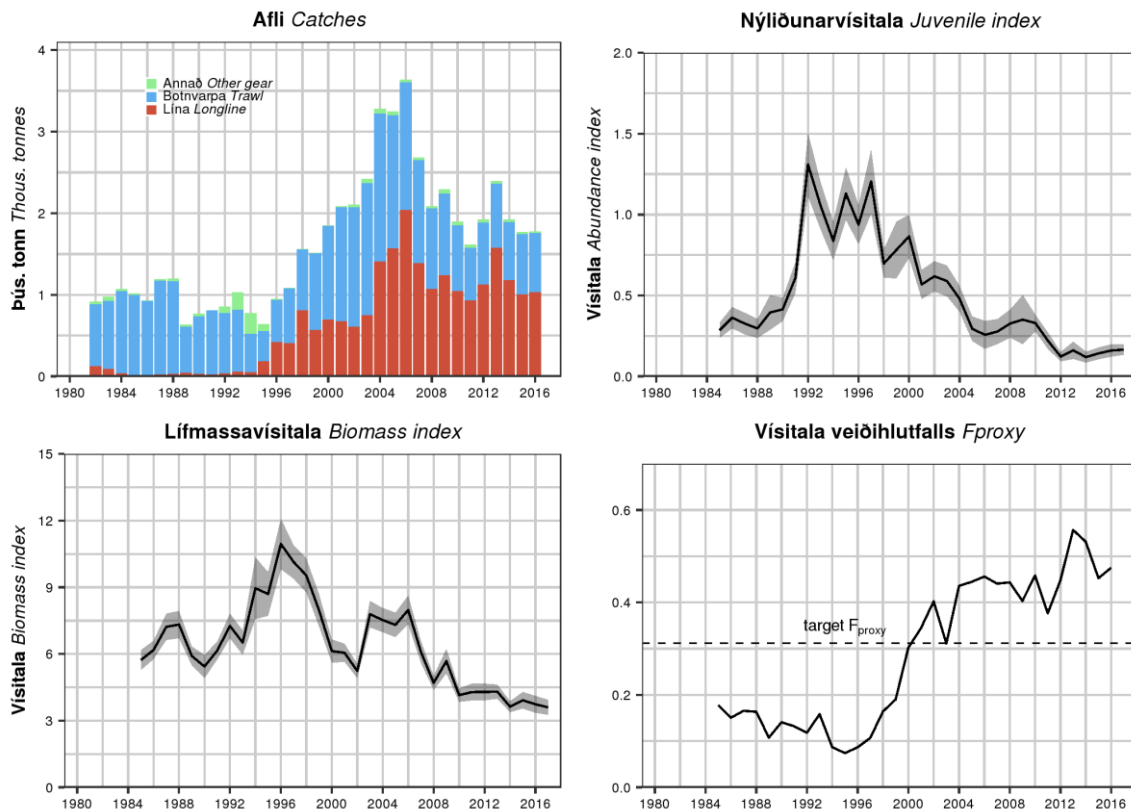 Afli Catches
Þús. tonn Thous. tonnes
4
3
2
1
0
Annað Other gear
Botnvarpa Trawl
Lína Longline
1980 1984 1988 1992 1996 2000 2004 2008 2012 2016
Nýliðunarvísitala Juvenile index
Vísitala Abundance index
2.0
1.5
1.0
0.5
0.0
1980 1984 1988 1992 1996 2000 2004 2008 2012 2016
Lífmassavísitala Biomass index
Vísitala Biomass index
15
12
9
6
3
0
1980 1984 1988 1992 1996 2000 2004 2008 2012 2016
Vísitala veiðihlutfalls Fproxy
0.6
0.4
0.2
0.0
target Fproxy
1980 1984 1988 1992 1996 2000 2004 2008 2012 2016